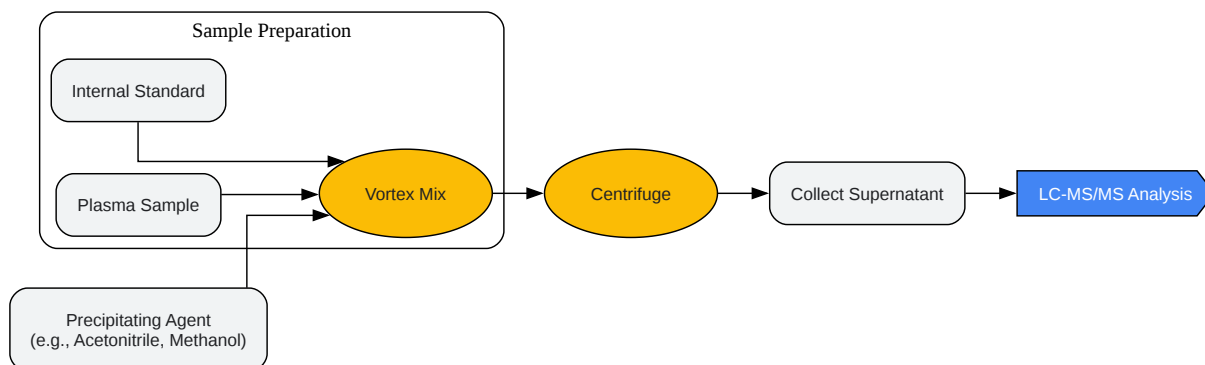 Sample Preparation
Internal Standard
Plasma Sample
Vortex Mix
Centrifuge
Collect Supernatant
LC-MS/MS Analysis
Precipitating Agent
(e.g., Acetonitrile, Methanol)